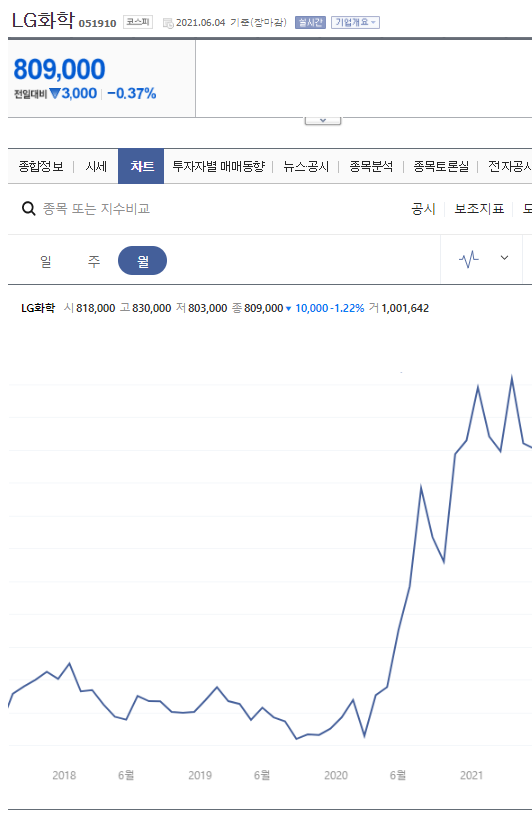 LG화학 051910 코스피 2021.06.04 기준(장마감) 실시간 기업개요
809,000
전일대비 ▼3,000 | -0.37%
종합정보 시세 차트 투자자별 매매동향 뉴스·공시 종목분석 종목토론실 전자공시
종목 또는 지수비교 공시 보조지표
일 주 월
LG화학 시 818,000 고 830,000 저 803,000 종 809,000 ▼ 10,000 -1.22% 거 1,001,642
2018 6월 2019 6월 2020 6월 2021